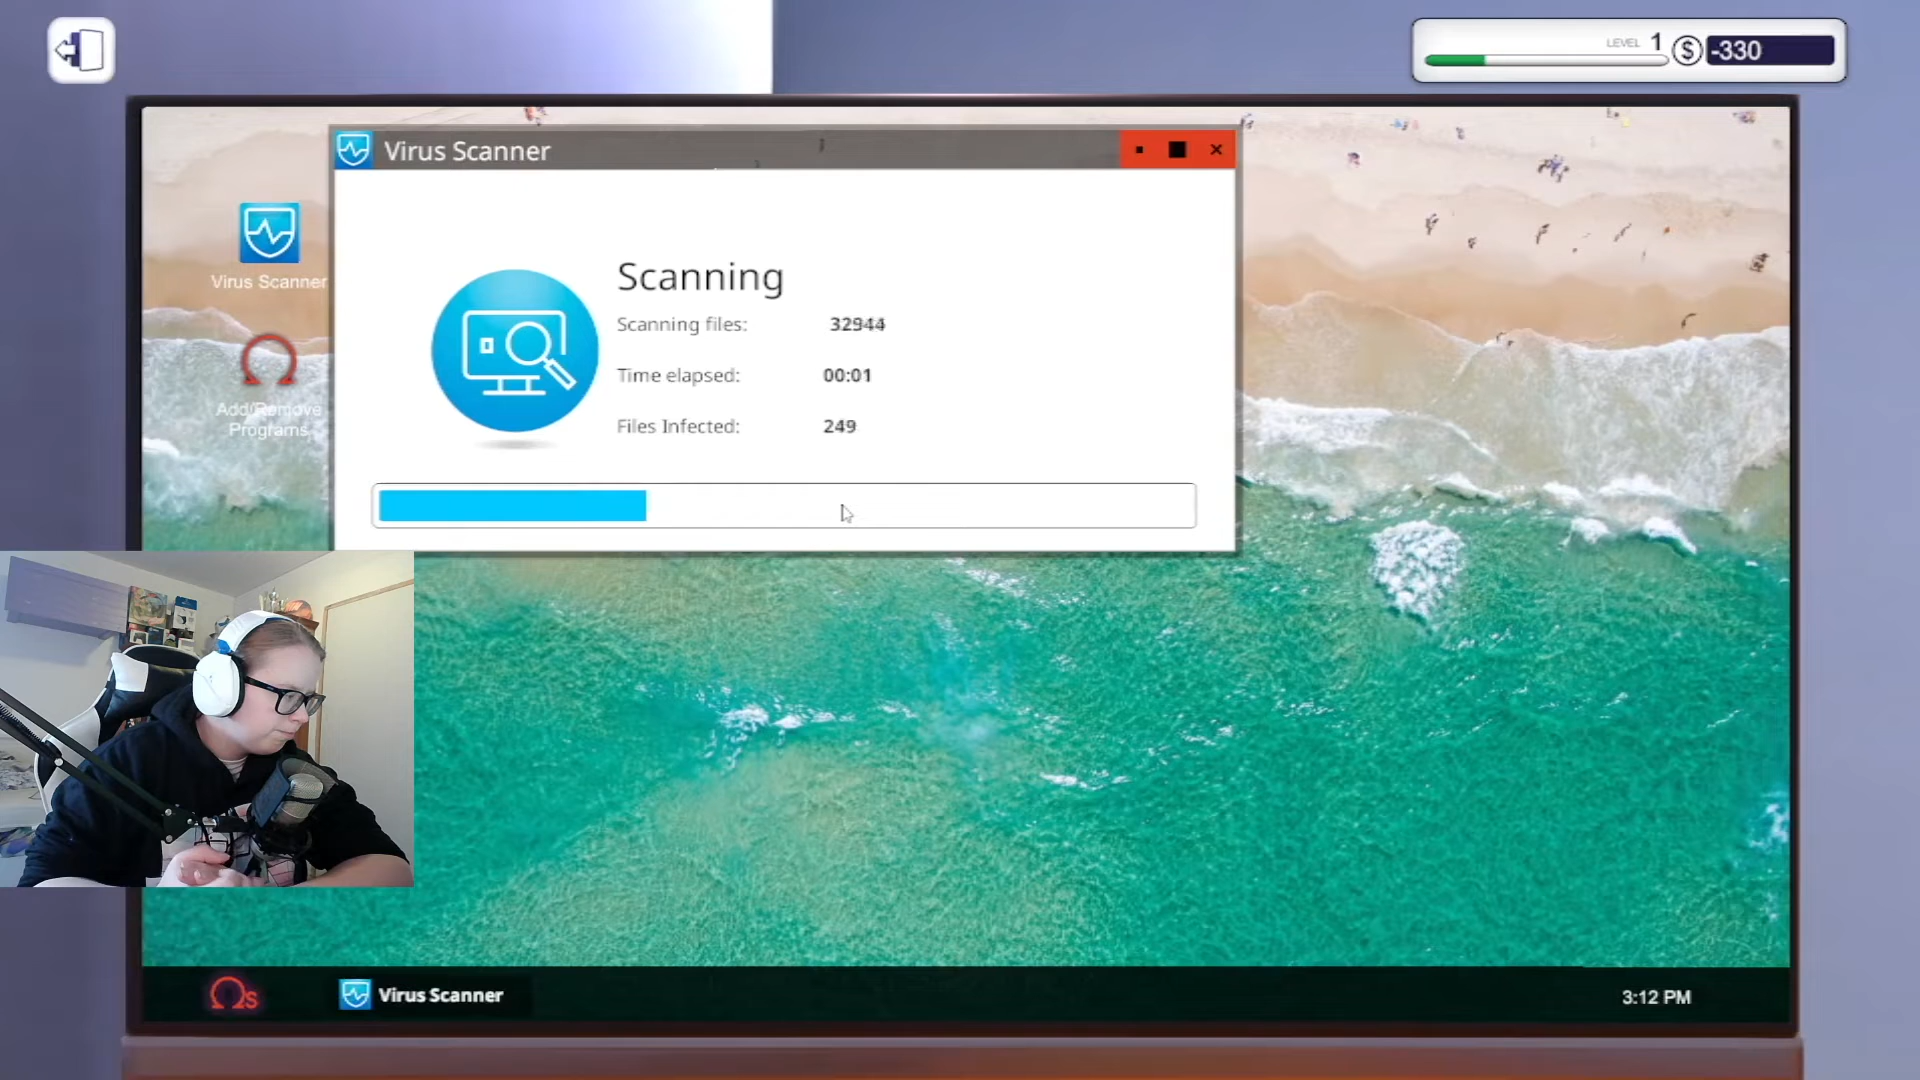 LEVEL 1
-330
Virus Scanner
Virus Scanner
Add/Remove
Programs
Scanning
Scanning files: 32944
Time elapsed: 00:01
Files Infected: 249
Ωs
Virus Scanner
3:12 PM